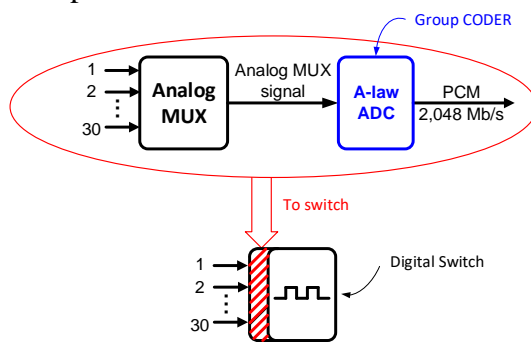 Group CODER
1
2
30
Analog
MUX
Analog MUX
signal
A-law
ADC
PCM
2,048 Mb/s
To switch
1
2
30
Digital Switch